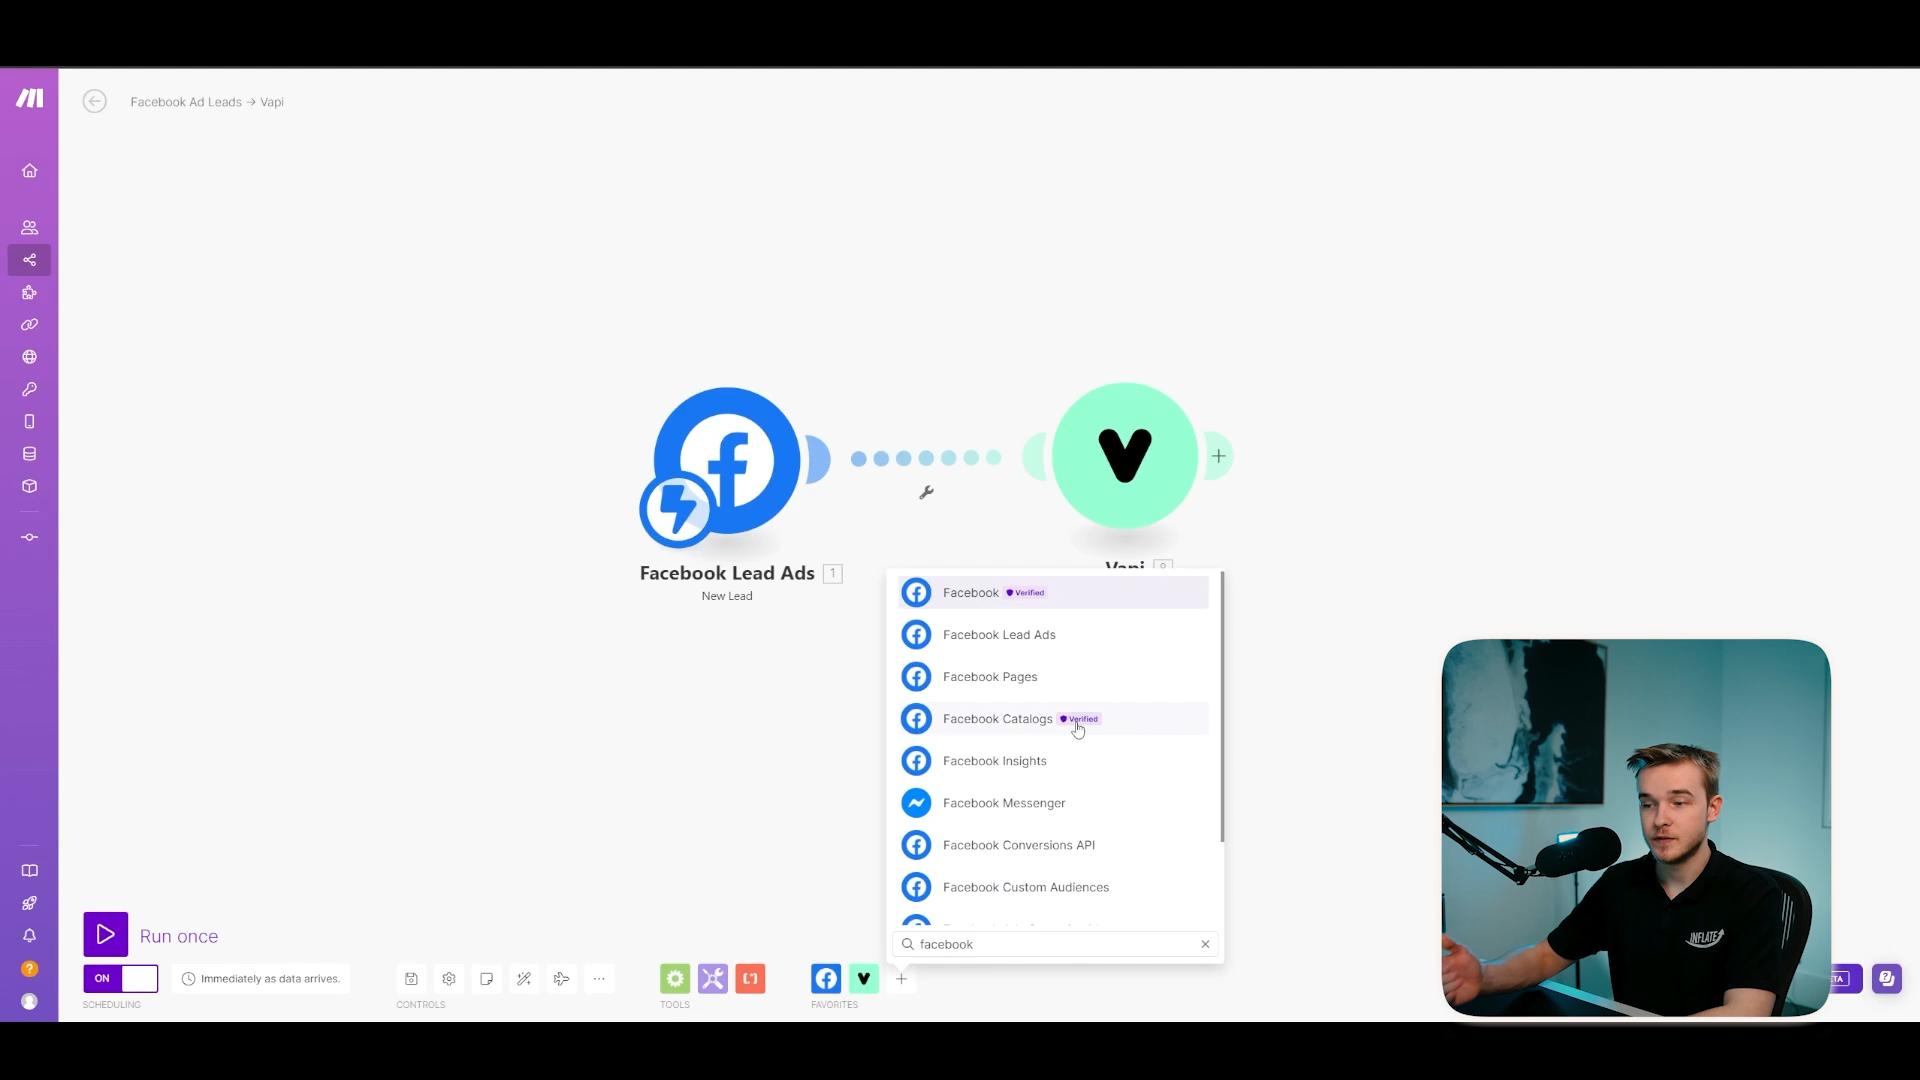 Facebook Ad Leads → Vapi
Facebook Lead Ads 1
New Lead
Vapi
Facebook Verified
Facebook Lead Ads
Facebook Pages
Facebook Catalogs Verified
Facebook Insights
Facebook Messenger
Facebook Conversions API
Facebook Custom Audiences
facebook
Run once
ON
Immediately as data arrives.
SCHEDULING
CONTROLS
TOOLS
FAVORITES
INFLATE